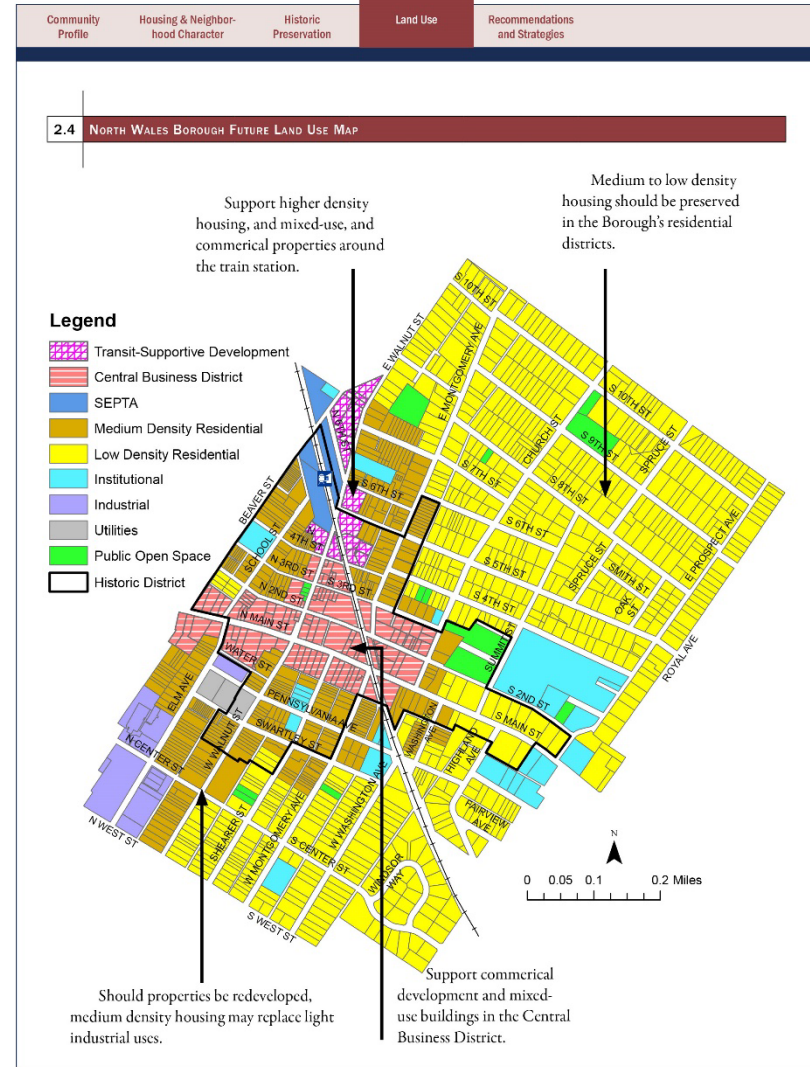 Community
Profile
Housing & Neighbor-
hood Character
Historic
Preservation
Land Use
Recommendations
and Strategies
2.4 North Wales Borough Future Land Use Map
Support higher density
housing, and mixed-use, and
commerical properties around
the train station.
Medium to low density
housing should be preserved
in the Borough's residential
districts.
Legend
Transit-Supportive Development
Central Business District
SEPTA
Medium Density Residential
Low Density Residential
Institutional
Industrial
Utilities
Public Open Space
Historic District
S 10TH ST
E WALNUT ST
E MONTGOMERY AVE
S 10TH ST
CHURCH ST
S 9TH ST
SPRUCE ST
S 7TH ST
S 8TH ST
S 6TH ST
BEAVER ST
SCHOOL ST
N 4TH ST
S 6TH ST
E PROSPECT AVE
N 3RD ST
S 3RD ST
S 5TH ST
SPRUCE ST
SMITH ST
N 2ND ST
S 4TH ST
OAK ST
N MAIN ST
SUMMIT ST
ROYAL AVE
WATER ST
S 2ND ST
ELM AVE
PENNSYLVANIA AVE
S MAIN ST
SWARTLEY ST
WASHINGTON AVE
HIGHLAND AVE
N CENTER ST
W WALNUT ST
W WASHINGTON AVE
FAIRVIEW AVE
N WEST ST
SHEARER ST
W MONTGOMERY AVE
S CENTER ST
WINDSOR WAY
S WEST ST
N
0 0.05 0.1 0.2 Miles
Should properties be redeveloped,
medium density housing may replace light
industrial uses.
Support commerical
development and mixed-
use buildings in the Central
Business District.